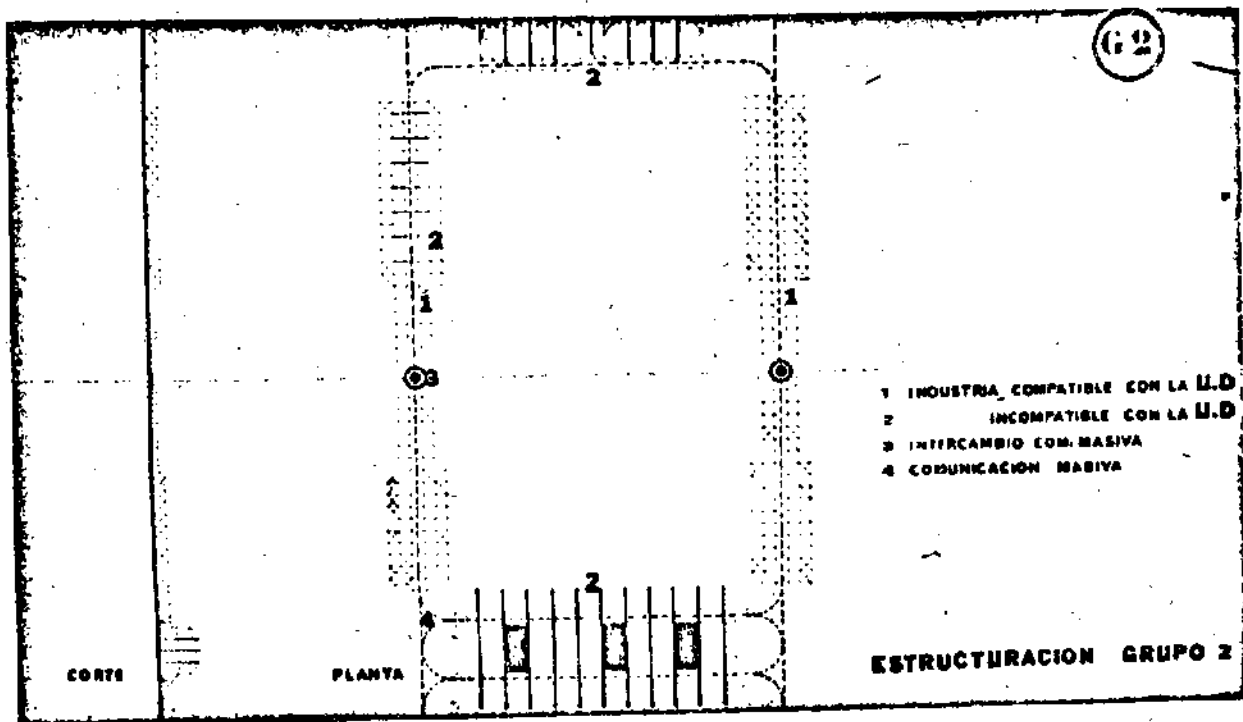 G2
2
2
1
1
3
1 INDUSTRIA COMPATIBLE CON LA U.D
2 INCOMPATIBLE CON LA U.D
3 INTERCAMBIO COM. MASIVA
4 COMUNICACION MASIVA
2
4
CORTE
PLANTA
ESTRUCTURACION GRUPO 2